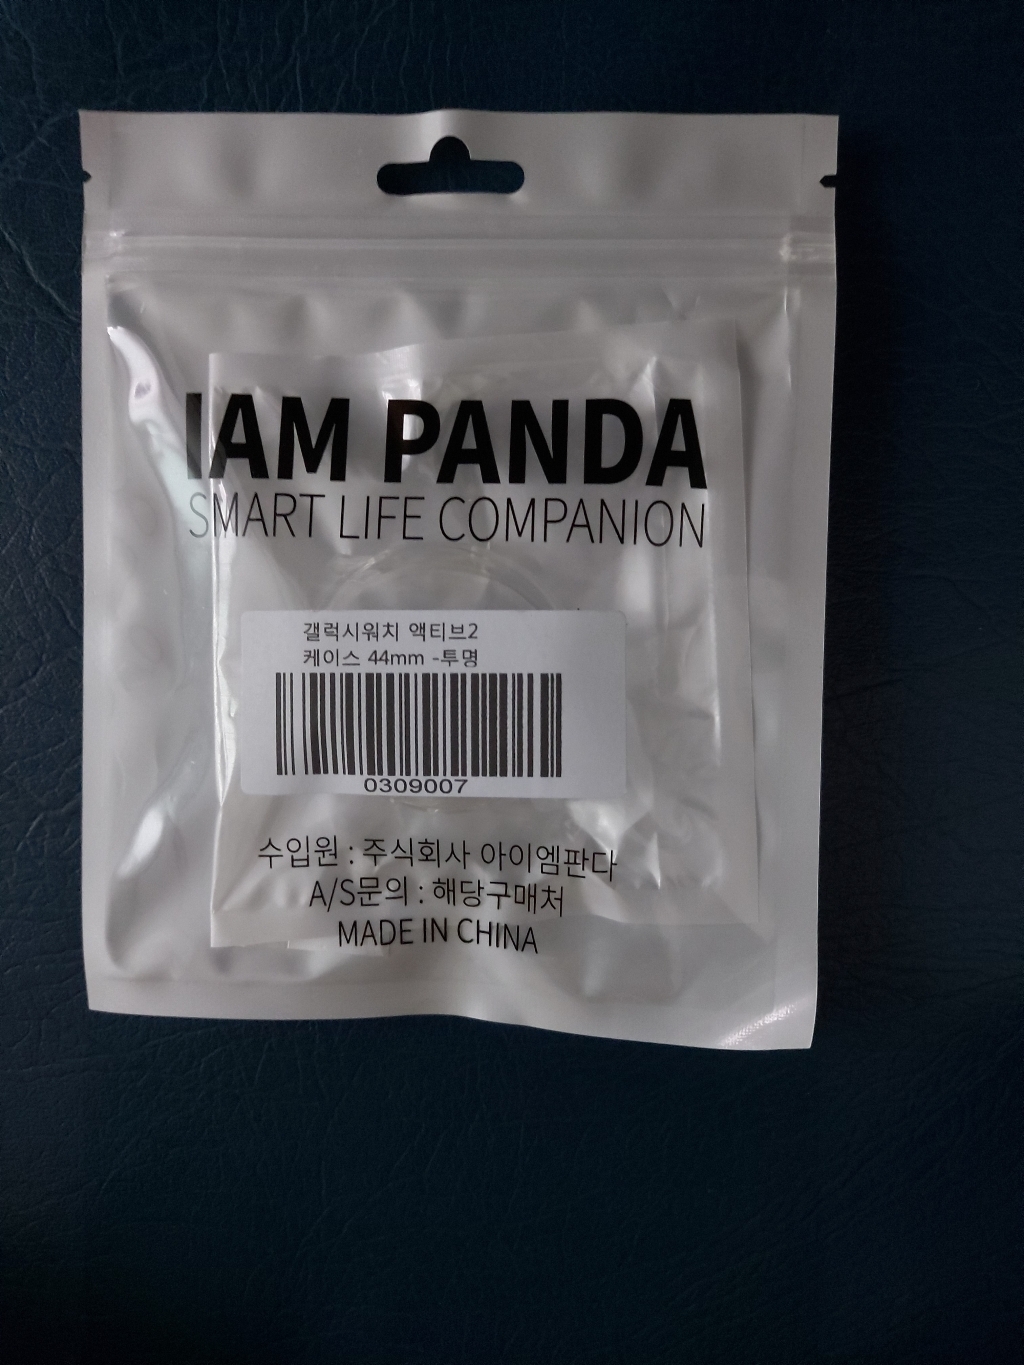 IAM PANDA
SMART LIFE COMPANION
갤럭시워치 액티브2
케이스 44mm -투명
0309007
수입원 : 주식회사 아이엠판다
A/S문의 : 해당구매처
MADE IN CHINA